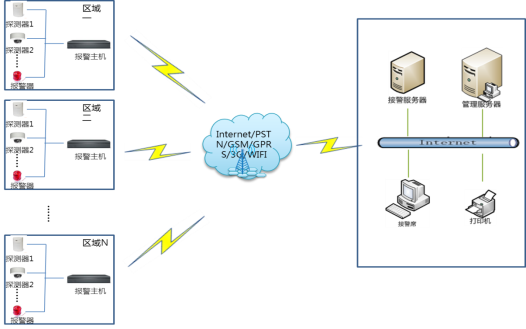 区域
一
探测器1
探测器2
报警器
报警主机
区域
二
探测器1
探测器2
报警器
报警主机
区域N
探测器1
探测器2
报警器
报警主机
Internet/PST
N/GSM/GPR
S/3G/WIFI
接警服务器
管理服务器
Internet
接警席
打印机